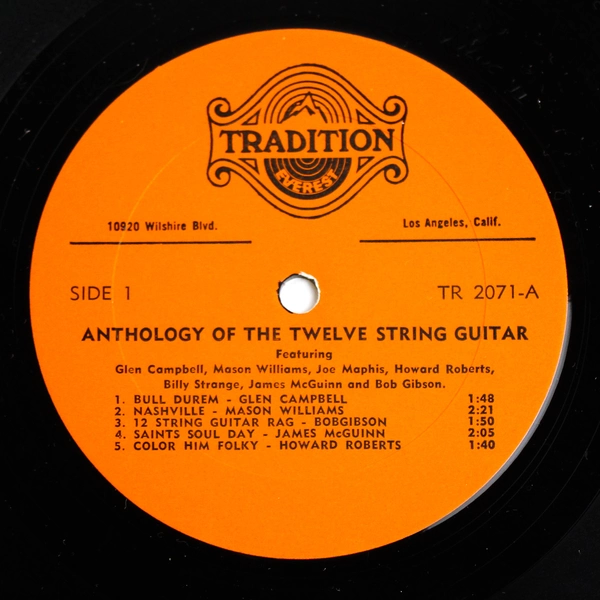 TRADITION
EVEREST
10920 Wilshire Blvd.
Los Angeles, Calif.
SIDE 1
TR 2071-A
ANTHOLOGY OF THE TWELVE STRING GUITAR
Featuring
Glen Campbell, Mason Williams, Joe Maphis, Howard Roberts,
Billy Strange, James McGuinn and Bob Gibson.
1. BULL DUREM - GLEN CAMPBELL 1:48
2. NASHVILLE - MASON WILLIAMS 2:21
3. 12 STRING GUITAR RAG - BOBGIBSON 1:50
4. SAINTS SOUL DAY - JAMES McGUINN 2:05
5. COLOR HIM FOLKY - HOWARD ROBERTS 1:40